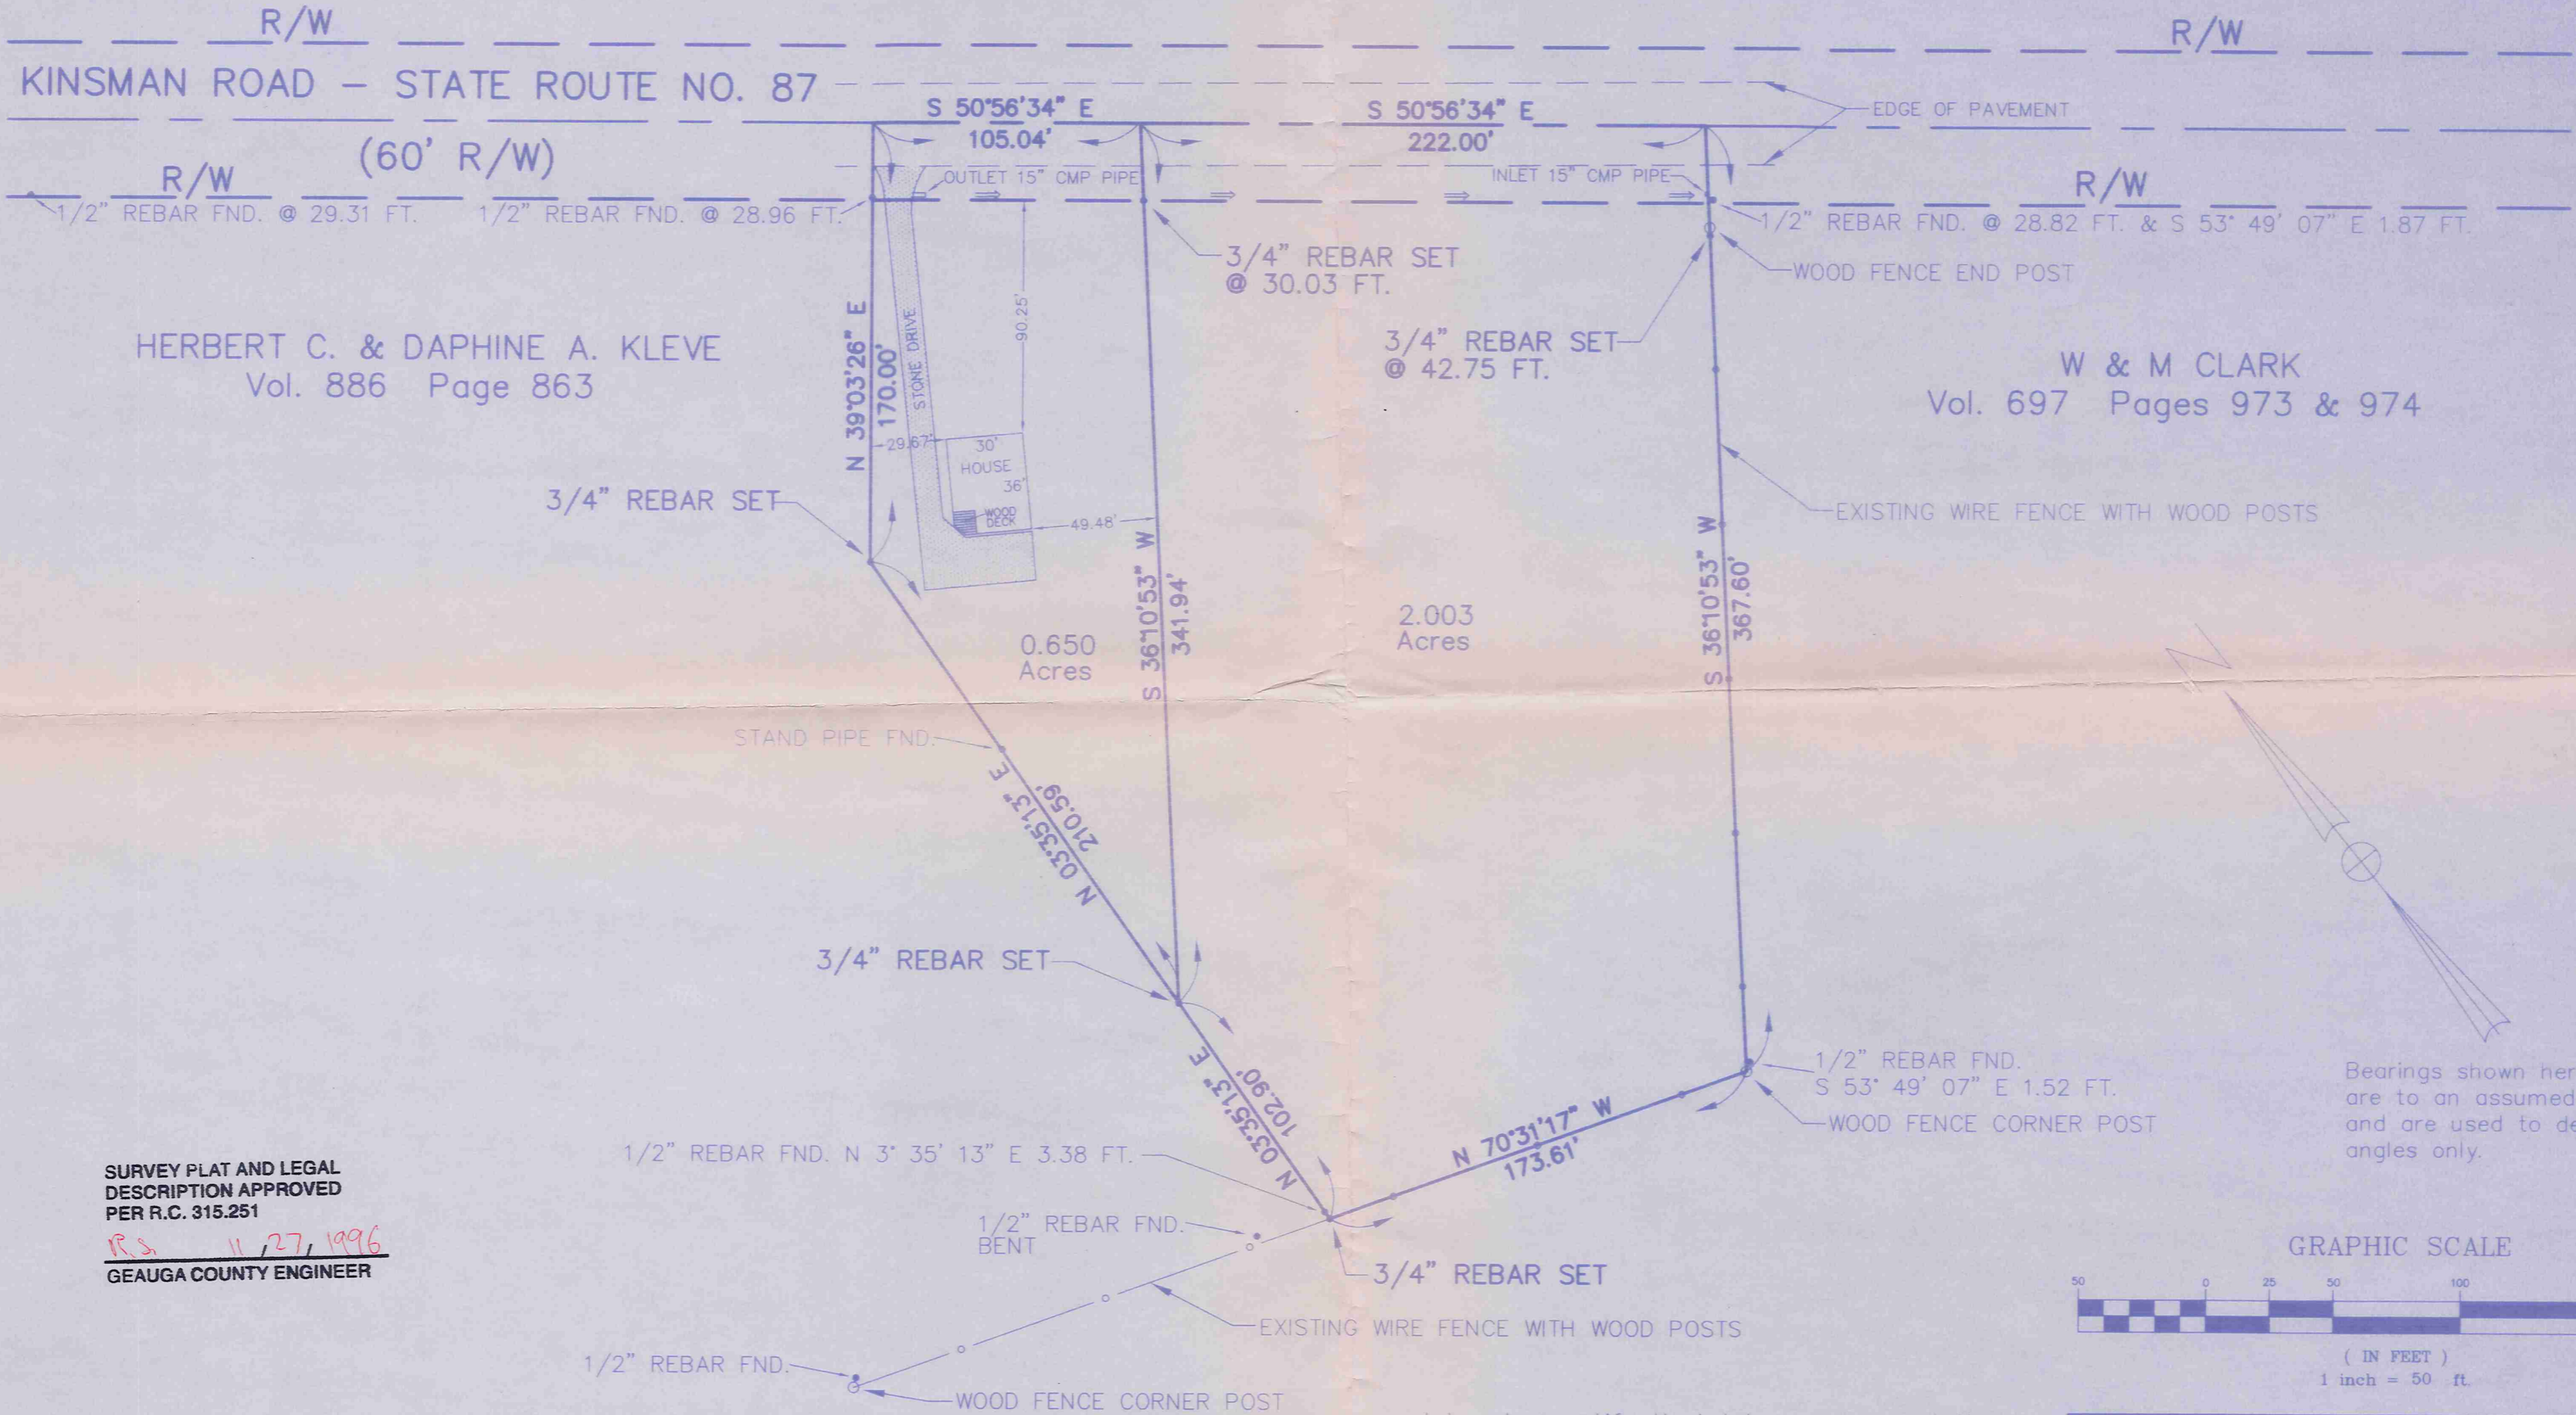 R/W
R/W
KINSMAN ROAD – STATE ROUTE NO. 87
S 50°56'34" E
105.04'
S 50°56'34" E
222.00'
EDGE OF PAVEMENT
(60' R/W)
R/W
OUTLET 15" CMP PIPE
INLET 15" CMP PIPE
R/W
1/2" REBAR FND. @ 29.31 FT.
1/2" REBAR FND. @ 28.96 FT.
1/2" REBAR FND. @ 28.82 FT. & S 53° 49' 07" E 1.87 FT.
3/4" REBAR SET
@ 30.03 FT.
WOOD FENCE END POST
3/4" REBAR SET
@ 42.75 FT.
HERBERT C. & DAPHINE A. KLEVE
Vol. 886 Page 863
W & M CLARK
Vol. 697 Pages 973 & 974
N 39°03'26" E
170.00'
STONE DRIVE
90.25'
29.67'
30'
HOUSE
36'
WOOD
DECK
49.48'
3/4" REBAR SET
EXISTING WIRE FENCE WITH WOOD POSTS
S 36°10'53" W
341.94'
S 36°10'53" W
367.60'
0.650
Acres
2.003
Acres
STAND PIPE FND.
N 03°35'13" E
210.59'
3/4" REBAR SET
N 03°35'13" E
102.90'
1/2" REBAR FND.
S 53° 49' 07" E 1.52 FT.
WOOD FENCE CORNER POST
N 70°31'17" W
173.61'
Bearings shown her
are to an assumed
and are used to de
angles only.
1/2" REBAR FND. N 3° 35' 13" E 3.38 FT.
SURVEY PLAT AND LEGAL
DESCRIPTION APPROVED
PER R.C. 315.251
R.S. 11, 27, 1996
GEAUGA COUNTY ENGINEER
1/2" REBAR FND.
BENT
3/4" REBAR SET
EXISTING WIRE FENCE WITH WOOD POSTS
1/2" REBAR FND.
WOOD FENCE CORNER POST
GRAPHIC SCALE
50 0 25 50 100
( IN FEET )
1 inch = 50 ft.